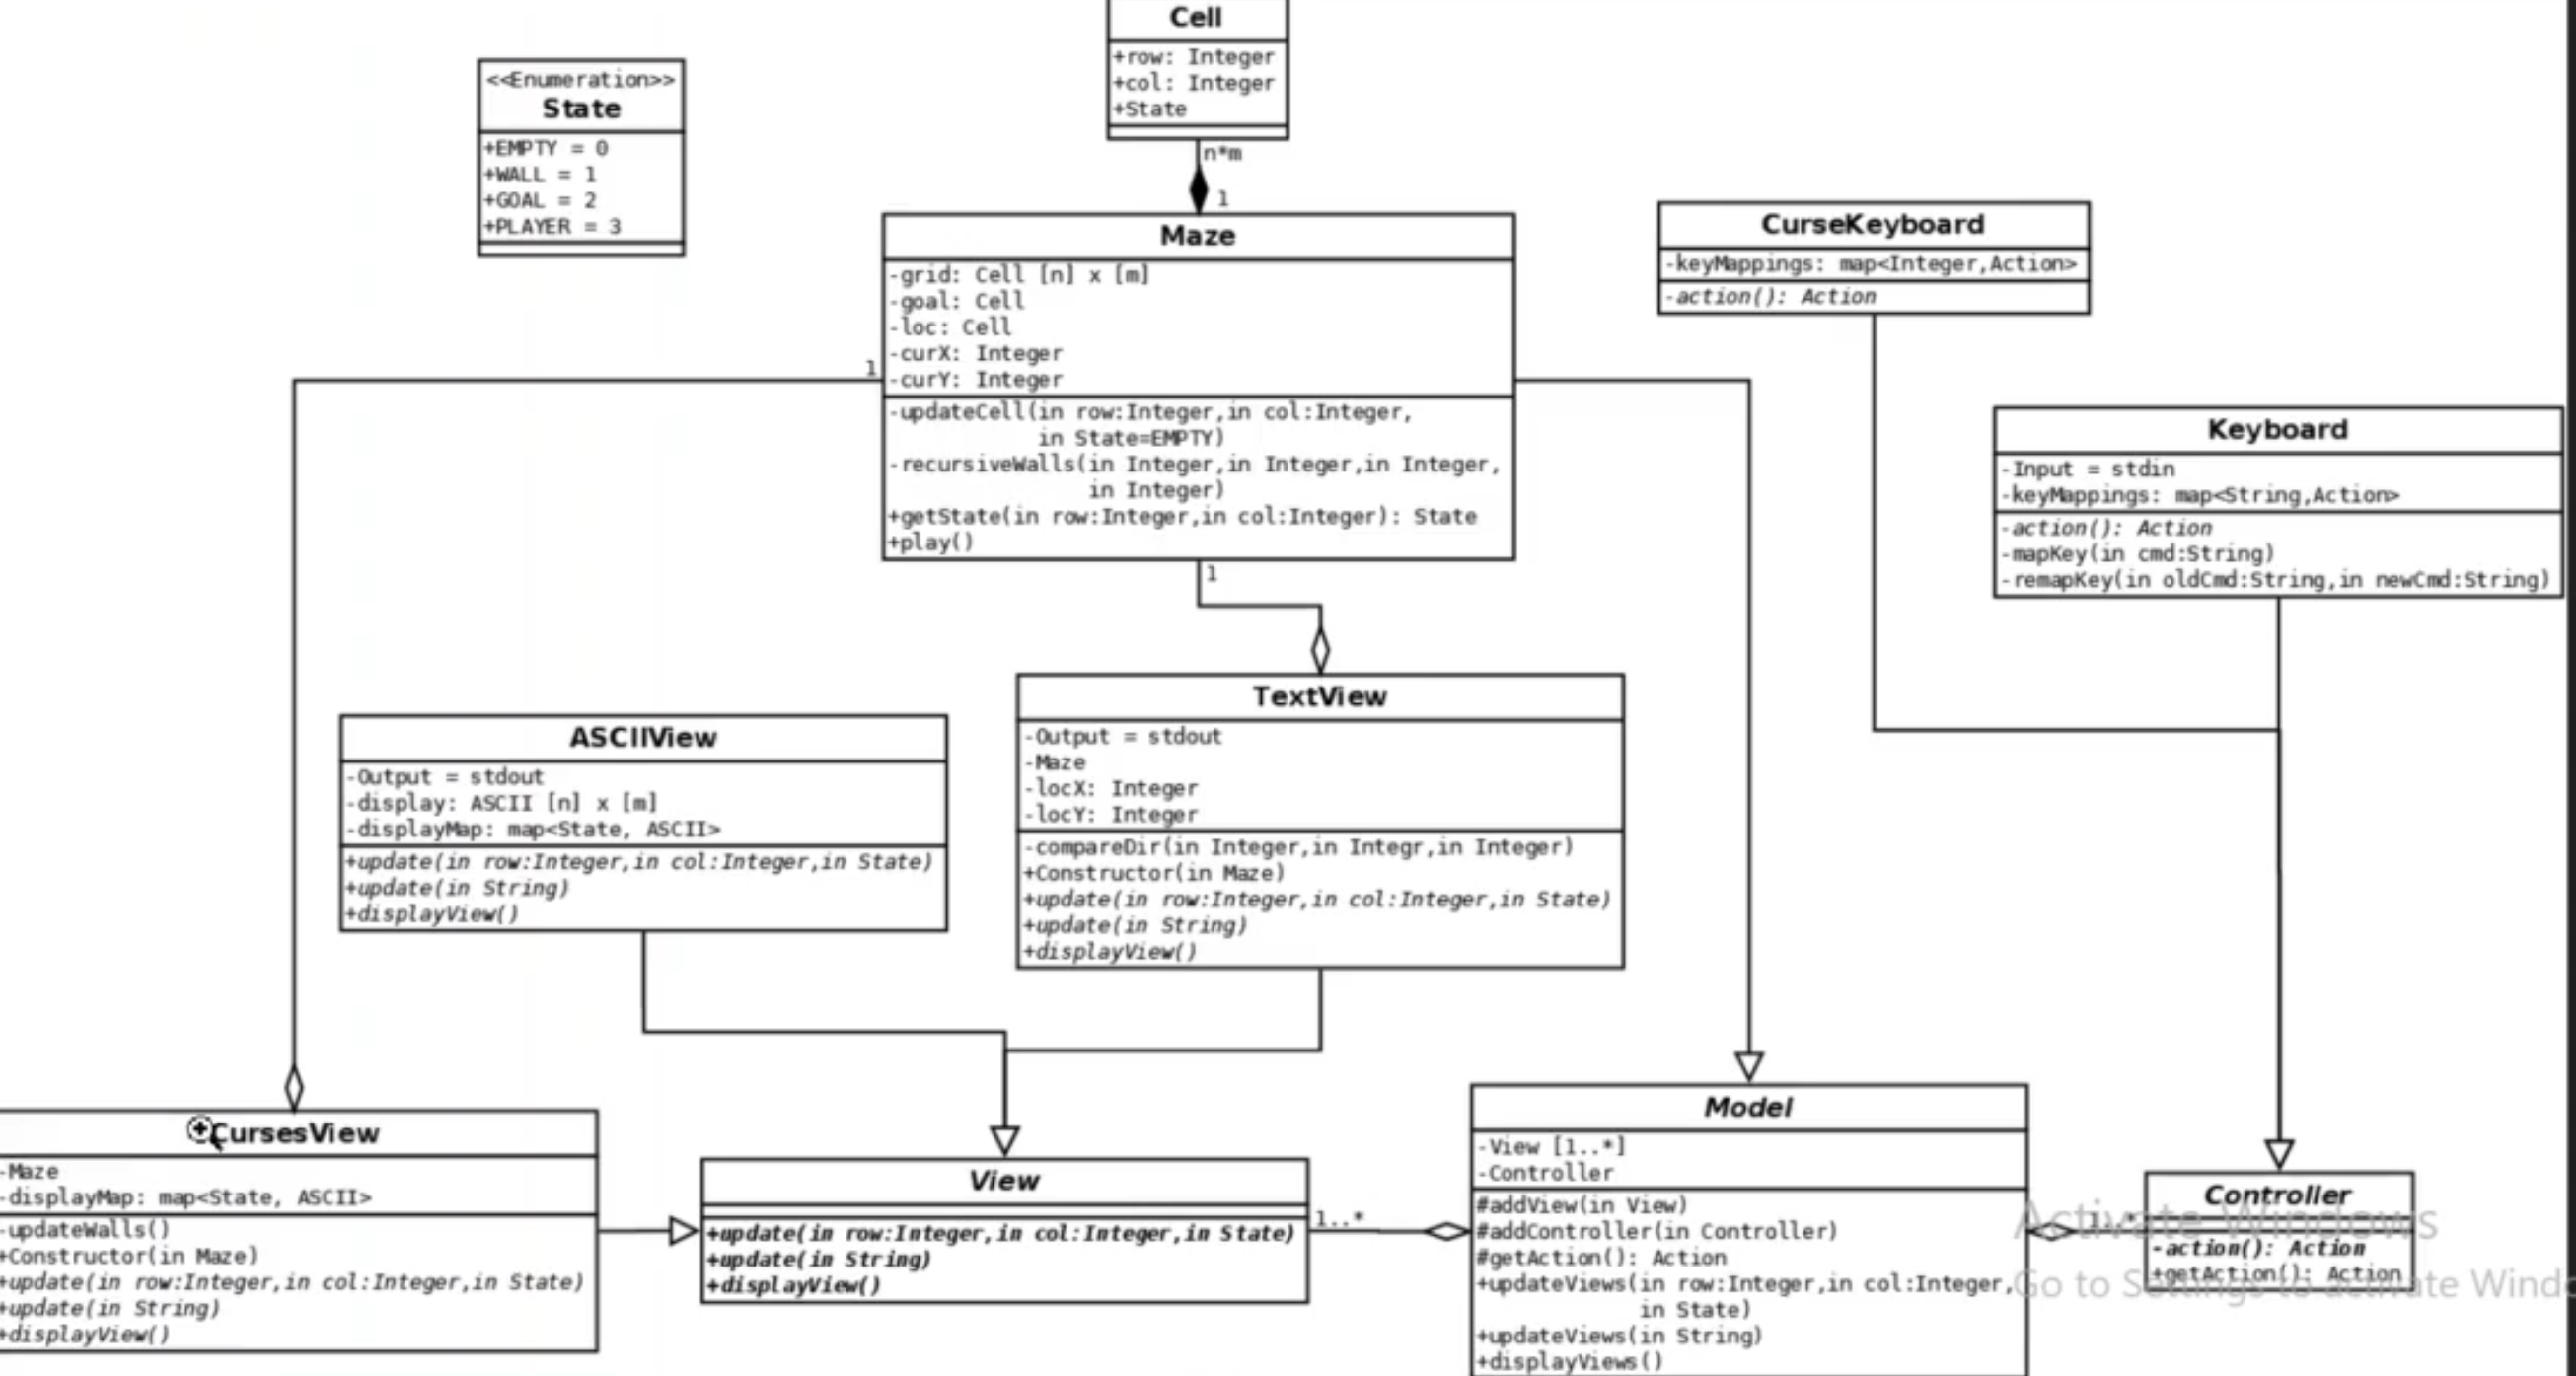 Cell
+row: Integer
+col: Integer
+State
<<Enumeration>>
State
+EMPTY = 0
+WALL = 1
+GOAL = 2
+PLAYER = 3
n*m
1
Maze
-grid: Cell [n] x [m]
-goal: Cell
-loc: Cell
-curX: Integer
-curY: Integer
-updateCell(in row:Integer,in col:Integer,
in State=EMPTY)
-recursiveWalls(in Integer,in Integer,in Integer,
in Integer)
+getState(in row:Integer,in col:Integer): State
+play()
1
1
CurseKeyboard
-keyMappings: map<Integer,Action>
-action(): Action
Keyboard
-Input = stdin
-keyMappings: map<String,Action>
-action(): Action
-mapKey(in cmd:String)
-remapKey(in oldCmd:String,in newCmd:String)
ASCIIView
-Output = stdout
-display: ASCII [n] x [m]
-displayMap: map<State, ASCII>
+update(in row:Integer,in col:Integer,in State)
+update(in String)
+displayView()
TextView
-Output = stdout
-Maze
-locX: Integer
-locY: Integer
-compareDir(in Integer,in Integr,in Integer)
+Constructor(in Maze)
+update(in row:Integer,in col:Integer,in State)
+update(in String)
+displayView()
CursesView
-Maze
-displayMap: map<State, ASCII>
-updateWalls()
+Constructor(in Maze)
+update(in row:Integer,in col:Integer,in State)
+update(in String)
+displayView()
View
+update(in row:Integer,in col:Integer,in State)
+update(in String)
+displayView()
1..*
Model
-View [1..*]
-Controller
#addView(in View)
#addController(in Controller)
#getAction(): Action
+updateViews(in row:Integer,in col:Integer,
in State)
+updateViews(in String)
+displayViews()
Controller
-action(): Action
+getAction(): Action
Activate Windows
Go to Settings to activate Windo